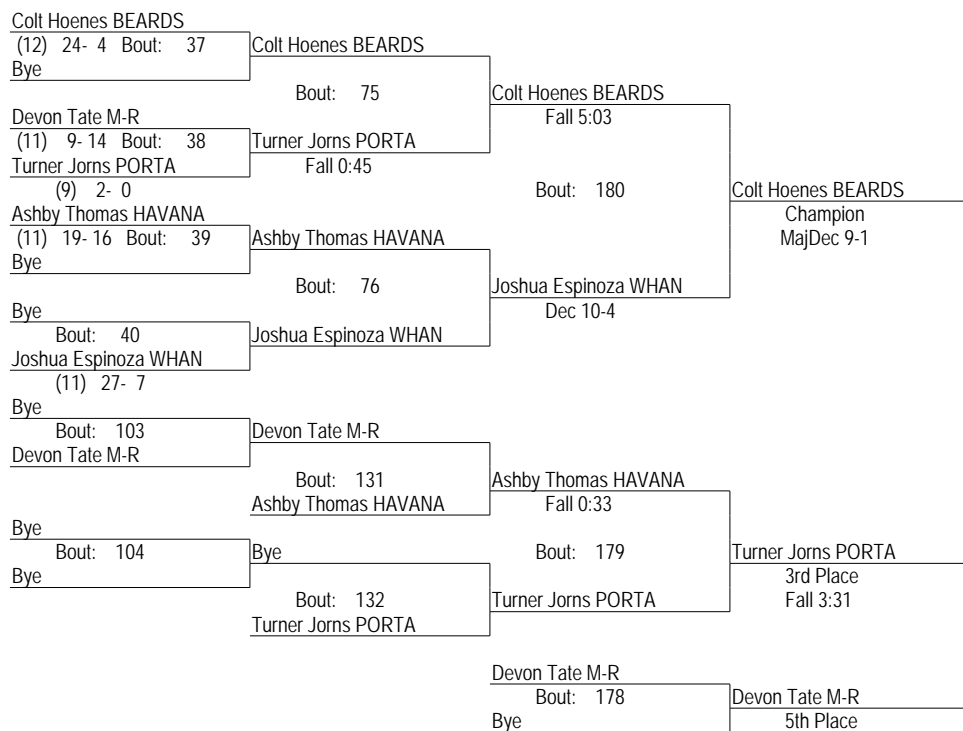 Colt Hoenes BEARDS
(12) 24- 4 Bout: 37
Bye
Colt Hoenes BEARDS
Bout: 75
Devon Tate M-R
(11) 9- 14 Bout: 38
Turner Jorns PORTA
(9) 2- 0
Turner Jorns PORTA
Fall 0:45
Colt Hoenes BEARDS
Fall 5:03
Ashby Thomas HAVANA
(11) 19- 16 Bout: 39
Bye
Ashby Thomas HAVANA
Bout: 76
Bye
Bout: 40
Joshua Espinoza WHAN
(11) 27- 7
Joshua Espinoza WHAN
Joshua Espinoza WHAN
Dec 10-4
Bout: 180
Colt Hoenes BEARDS
Champion
MajDec 9-1
Bye
Bout: 103
Devon Tate M-R
Devon Tate M-R
Bout: 131
Ashby Thomas HAVANA
Ashby Thomas HAVANA
Fall 0:33
Bye
Bout: 104
Bye
Bye
Bout: 132
Turner Jorns PORTA
Turner Jorns PORTA
Bout: 179
Turner Jorns PORTA
3rd Place
Fall 3:31
Devon Tate M-R
Bout: 178
Bye
Devon Tate M-R
5th Place